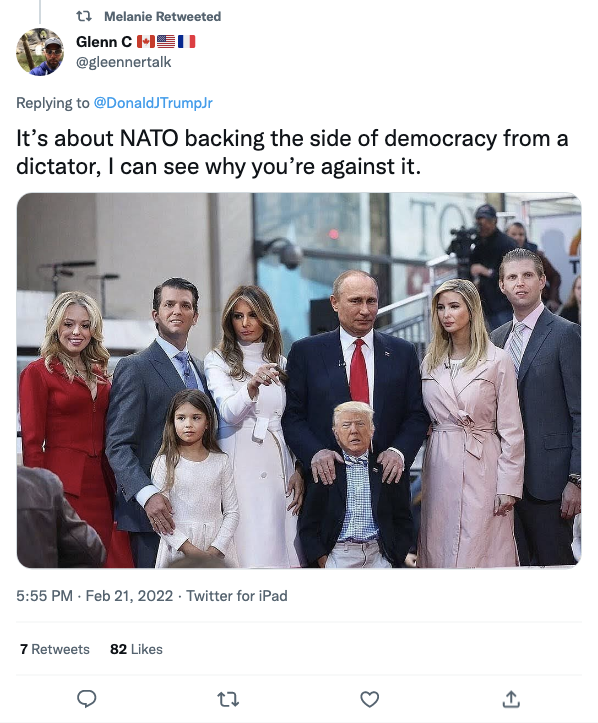 Melanie Retweeted
Glenn C 🇨🇦🇺🇸🇫🇷
@gleennertalk
Replying to @DonaldJTrumpJr
It’s about NATO backing the side of democracy from a
dictator, I can see why you’re against it.
TO
T
5:55 PM · Feb 21, 2022 · Twitter for iPad
7 Retweets 82 Likes